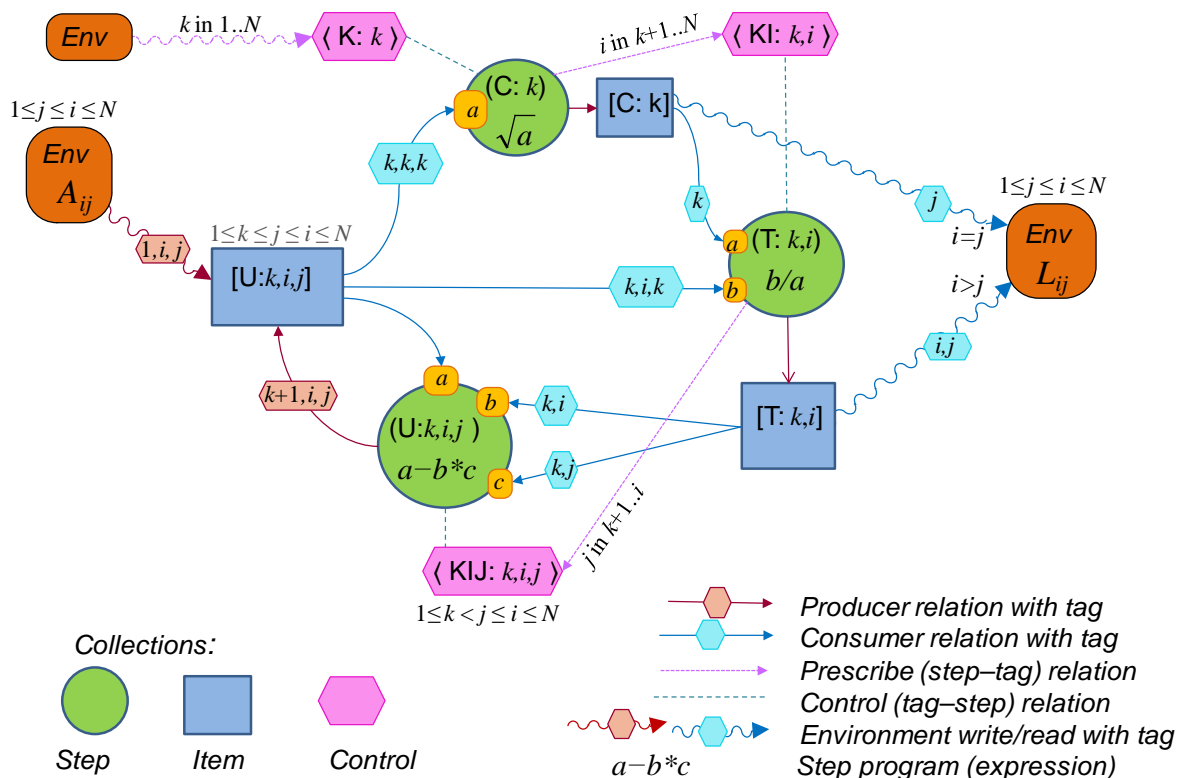 Env
k in 1..N
⟨ K: k ⟩
i in k+1..N
⟨ KI: k,i ⟩
(C: k)
a
√a
[C: k]
1≤j≤i≤N
Env
A_ij
k,k,k
k
j
1≤j≤i≤N
1,i,j
1≤k≤j≤i≤N
[U:k,i,j]
a
(T: k,i)
b/a
b
k,i,k
i=j
Env
L_ij
i>j
i,j
k+1,i,j
a
b
(U:k,i,j )
a−b*c
c
k,i
k,j
[T: k,i]
j in k+1..i
⟨ KIJ: k,i,j ⟩
1≤k<j≤i≤N
Collections:
Step
Item
Control
Producer relation with tag
Consumer relation with tag
Prescribe (step–tag) relation
Control (tag–step) relation
Environment write/read with tag
a−b*c
Step program (expression)